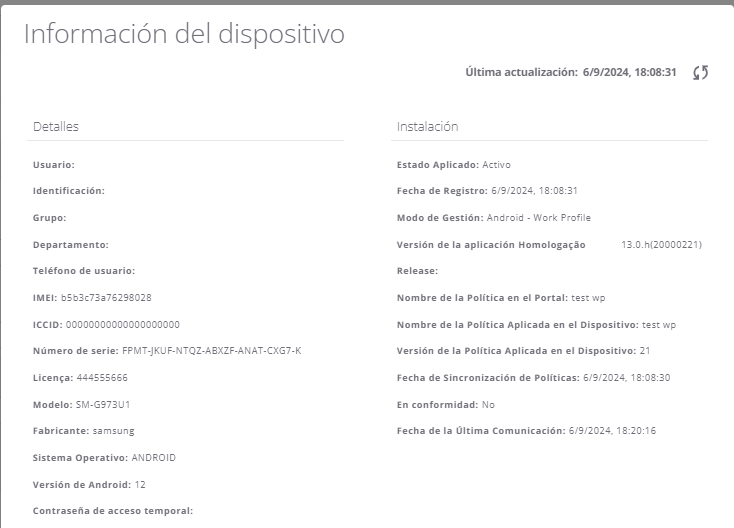 Información del dispositivo
Última actualización: 6/9/2024, 18:08:31
Detalles
Usuario:
Identificación:
Grupo:
Departamento:
Teléfono de usuario:
IMEI: b5b3c73a76298028
ICCID: 00000000000000000000
Número de serie: FPMT-JKUF-NTQZ-ABXZF-ANAT-CXG7-K
Licença: 444555666
Modelo: SM-G973U1
Fabricante: samsung
Sistema Operativo: ANDROID
Versión de Android: 12
Contraseña de acceso temporal:
Instalación
Estado Aplicado: Activo
Fecha de Registro: 6/9/2024, 18:08:31
Modo de Gestión: Android - Work Profile
Versión de la aplicación Homologação 13.0.h(20000221)
Release:
Nombre de la Política en el Portal: test wp
Nombre de la Política Aplicada en el Dispositivo: test wp
Versión de la Política Aplicada en el Dispositivo: 21
Fecha de Sincronización de Políticas: 6/9/2024, 18:08:30
En conformidad: No
Fecha de la Última Comunicación: 6/9/2024, 18:20:16